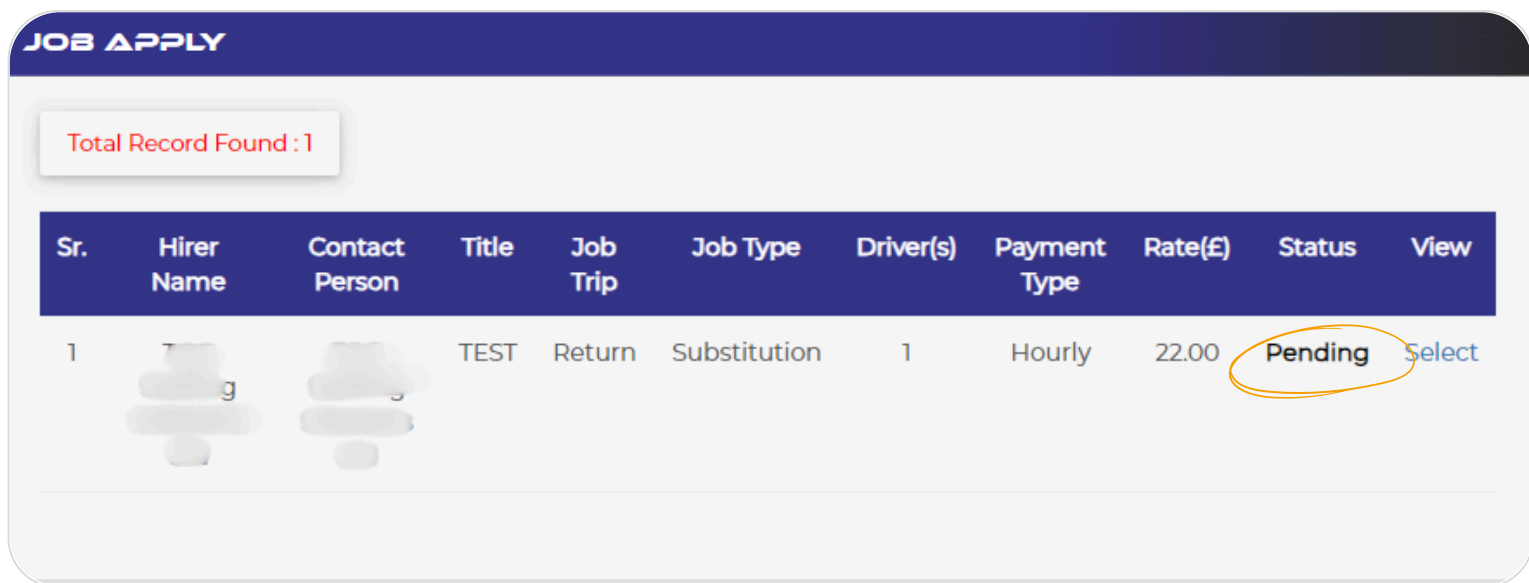 JOB APPLY
Total Record Found : 1
Sr. Hirer Name Contact Person Title Job Trip Job Type Driver(s) Payment Type Rate(£) Status View
1 TEST Return Substitution 1 Hourly 22.00 Pending Select